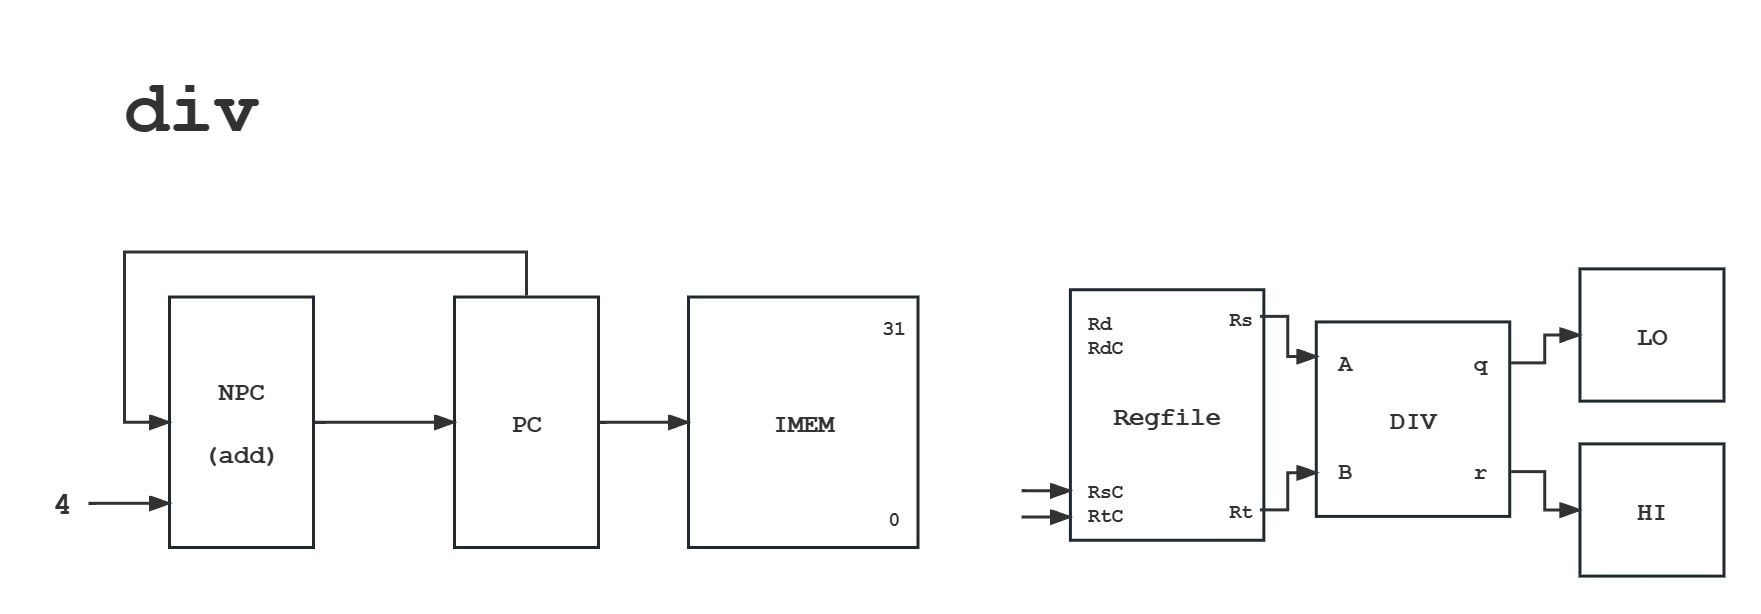 div
NPC
(add)
4
PC
31
IMEM
0
Rd
RdC
Rs
Regfile
RsC
RtC
Rt
A
q
DIV
B
r
LO
HI